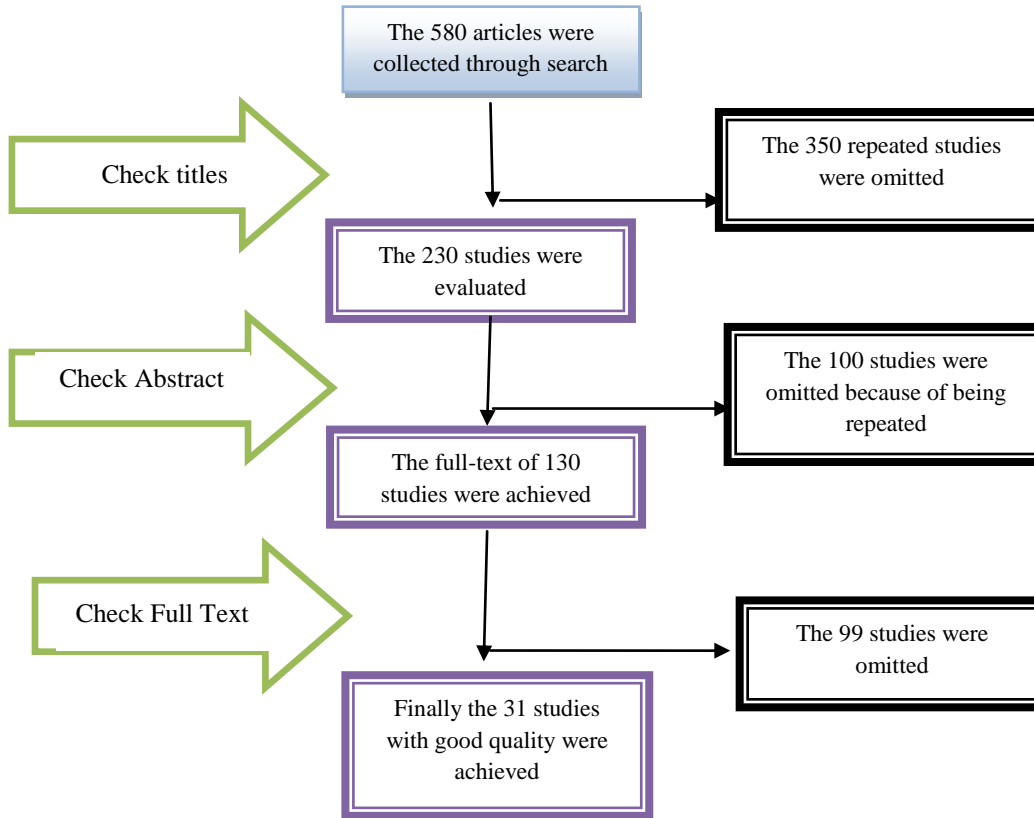 The 580 articles were
collected through search
Check titles
The 350 repeated studies
were omitted
The 230 studies were
evaluated
Check Abstract
The 100 studies were
omitted because of being
repeated
The full-text of 130
studies were achieved
Check Full Text
The 99 studies were
omitted
Finally the 31 studies
with good quality were
achieved